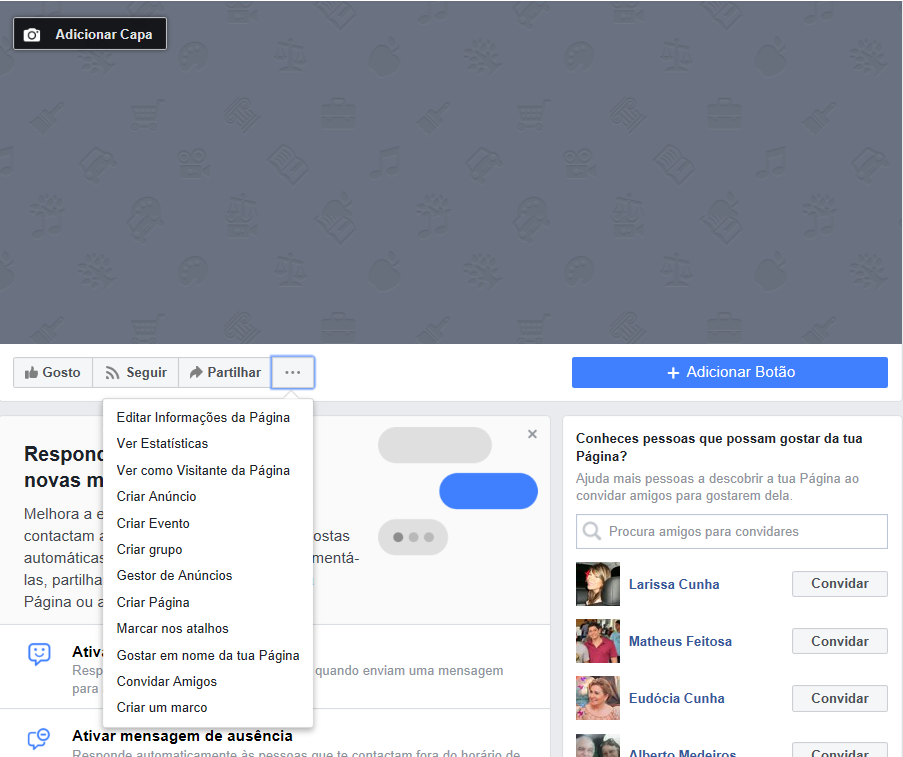 Adicionar Capa
Gosto
Seguir
Partilhar
...
+ Adicionar Botão
Editar Informações da Página
Ver Estatísticas
Ver como Visitante da Página
Criar Anúncio
Criar Evento
Criar grupo
Gestor de Anúncios
Criar Página
Marcar nos atalhos
Gostar em nome da tua Página
Convidar Amigos
Criar um marco
Respond
novas m
Melhora a e
contactam a ostas
automáticas mentá-
las, partilha
Página ou a
Ativa
Resp quando enviam uma mensagem
para
Ativar mensagem de ausência
Responde automaticamente às pessoas que te contactam fora do horário de
Conheces pessoas que possam gostar da tua
Página?
Ajuda mais pessoas a descobrir a tua Página ao
convidar amigos para gostarem dela.
Procura amigos para convidares
Larissa Cunha
Convidar
Matheus Feitosa
Convidar
Eudócia Cunha
Convidar
Alberto Medeiros
Convidar